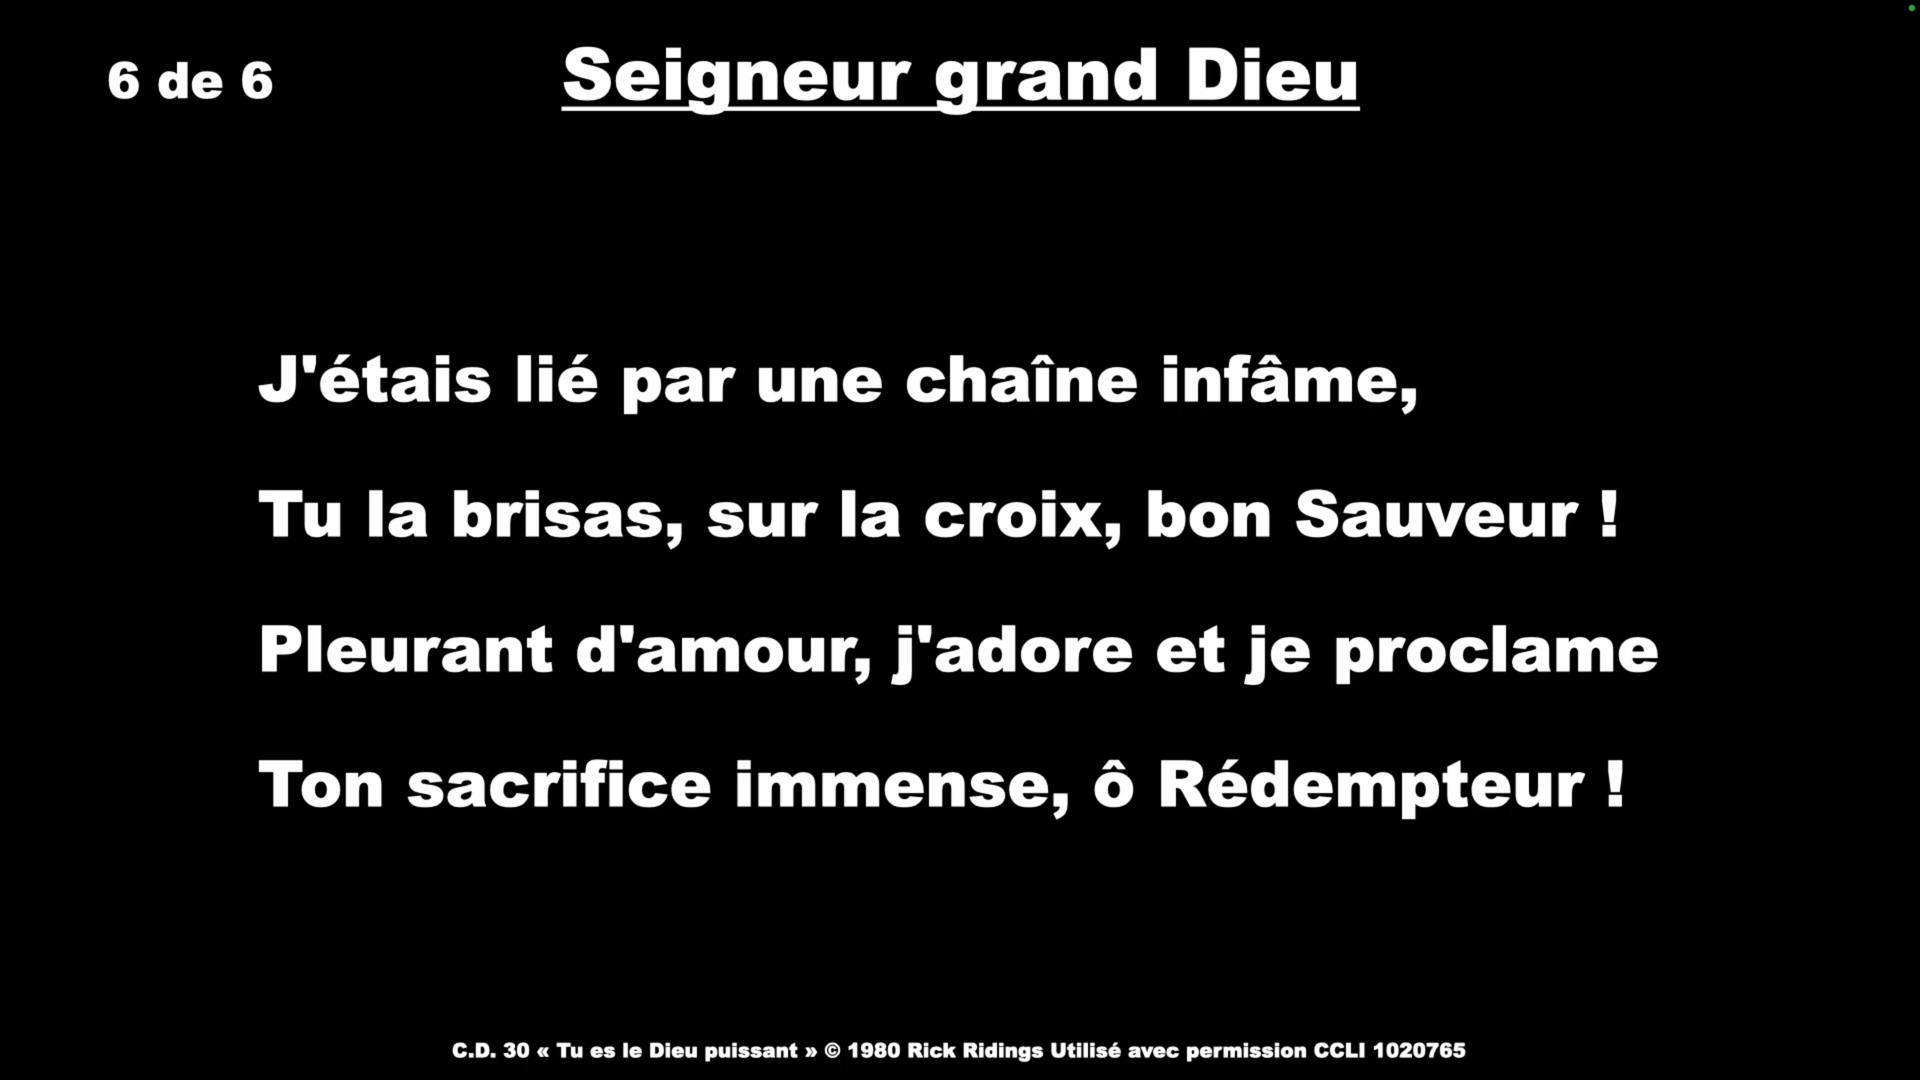 6 de 6
Seigneur grand Dieu
J'étais lié par une chaîne infâme,
Tu la brisas, sur la croix, bon Sauveur !
Pleurant d'amour, j'adore et je proclame
Ton sacrifice immense, ô Rédempteur !
C.D. 30 « Tu es le Dieu puissant » © 1980 Rick Ridings Utilisé avec permission CCLI 1020765